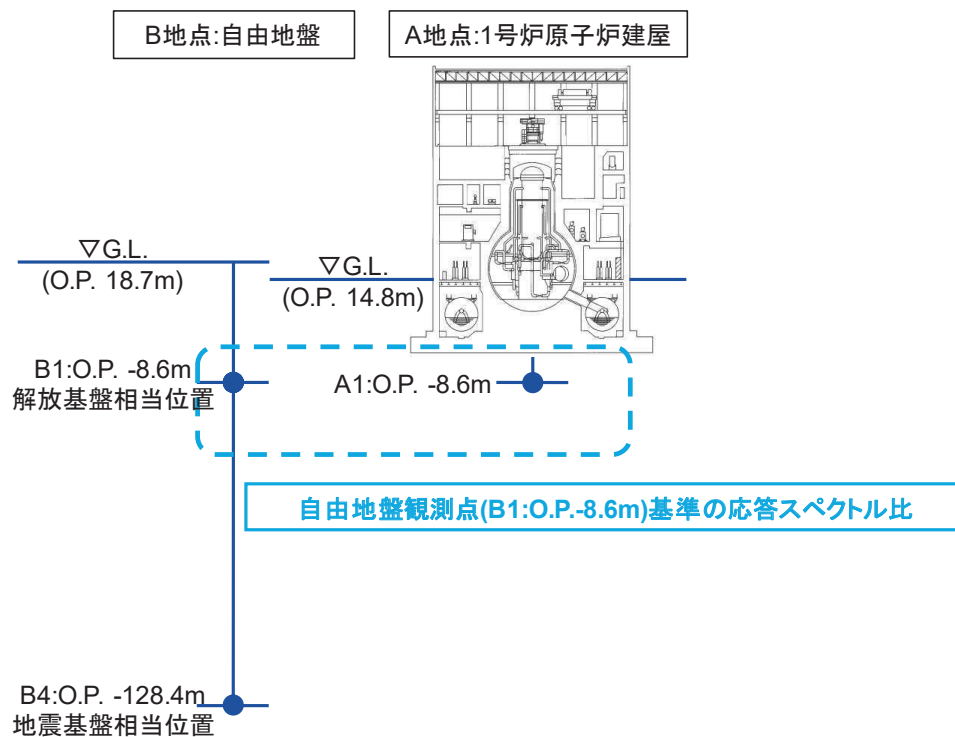 B地点:自由地盤
A地点:1号炉原子炉建屋
▽G.L.
(O.P. 18.7m)
▽G.L.
(O.P. 14.8m)
B1:O.P. -8.6m
解放基盤相当位置
A1:O.P. -8.6m
自由地盤観測点(B1:O.P.-8.6m)基準の応答スペクトル比
B4:O.P. -128.4m
地震基盤相当位置